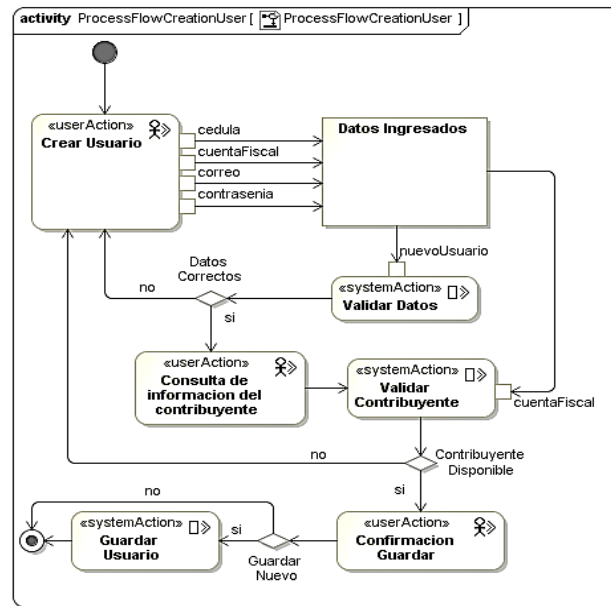 activity ProcessFlowCreationUser [ ProcessFlowCreationUser ]
«userAction»
Crear Usuario
cedula
cuentaFiscal
correo
contrasenia
Datos Ingresados
nuevoUsuario
«systemAction»
Validar Datos
Datos
Correctos
no
si
«userAction»
Consulta de
informacion del
contribuyente
«systemAction»
Validar
Contribuyente
cuentaFiscal
no
Contribuyente
Disponible
si
no
«systemAction»
Guardar
Usuario
si
Guardar
Nuevo
«userAction»
Confirmacion
Guardar